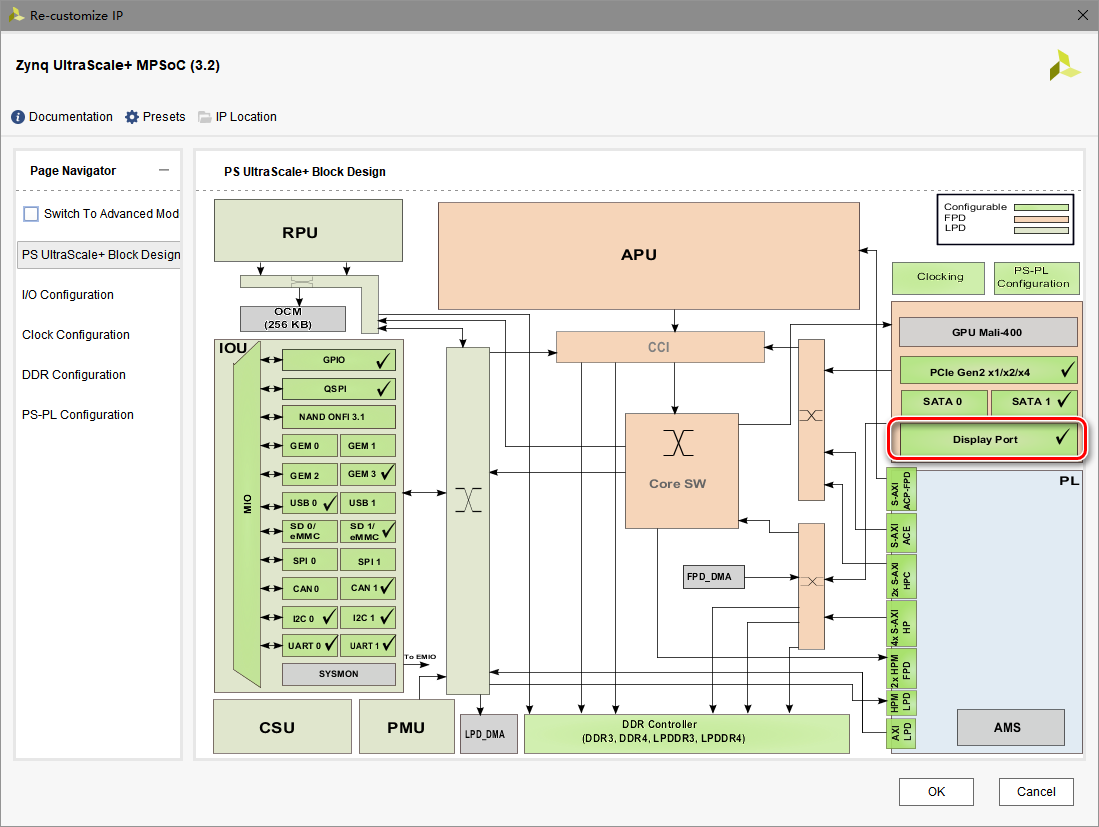 Re-customize IP
Zynq UltraScale+ MPSoC (3.2)
Documentation
Presets
IP Location
Page Navigator
Switch To Advanced Mod
PS UltraScale+ Block Design
I/O Configuration
Clock Configuration
DDR Configuration
PS-PL Configuration
PS UltraScale+ Block Design
Configurable
FPD
LPD
RPU
APU
Clocking
PS-PL
Configuration
OCM
(256 KB)
CCI
GPU Mali-400
PCIe Gen2 x1/x2/x4
SATA 0
SATA 1
Display Port
IOU
MIO
GPIO
QSPI
NAND ONFI 3.1
GEM 0
GEM 1
GEM 2
GEM 3
USB 0
USB 1
SD 0/
eMMC
SD 1/
eMMC
SPI 0
SPI 1
CAN 0
CAN 1
I2C 0
I2C 1
UART 0
UART 1
SYSMON
To EMIO
Core SW
FPD_DMA
PL
S-AXI
ACP-FPD
S-AXI
ACE
2x S-AXI
HPC
4x S-AXI
HP
2x HPM
FPD
HPM
LPD
AXI
LPD
AMS
CSU
PMU
LPD_DMA
DDR Controller
(DDR3, DDR4, LPDDR3, LPDDR4)
OK
Cancel